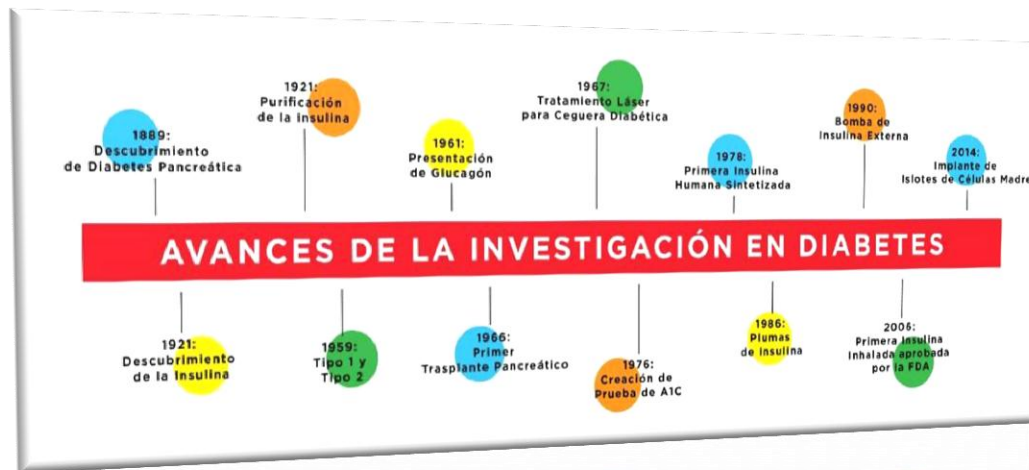 1889:
Descubrimiento
de Diabetes Pancreática
1921:
Purificación
de la insulina
1961:
Presentación
de Glucagón
1967:
Tratamiento Láser
para Ceguera Diabética
1978:
Primera Insulina
Humana Sintetizada
1990:
Bomba de
Insulina Externa
2014:
Implante de
Islotes de Células Madre
AVANCES DE LA INVESTIGACIÓN EN DIABETES
1921:
Descubrimiento
de la Insulina
1959:
Tipo 1 y
Tipo 2
1966:
Primer
Trasplante Pancreático
1976:
Creación de
Prueba de A1C
1986:
Plumas
de Insulina
2006:
Primera Insulina
Inhalada aprobada
por la FDA